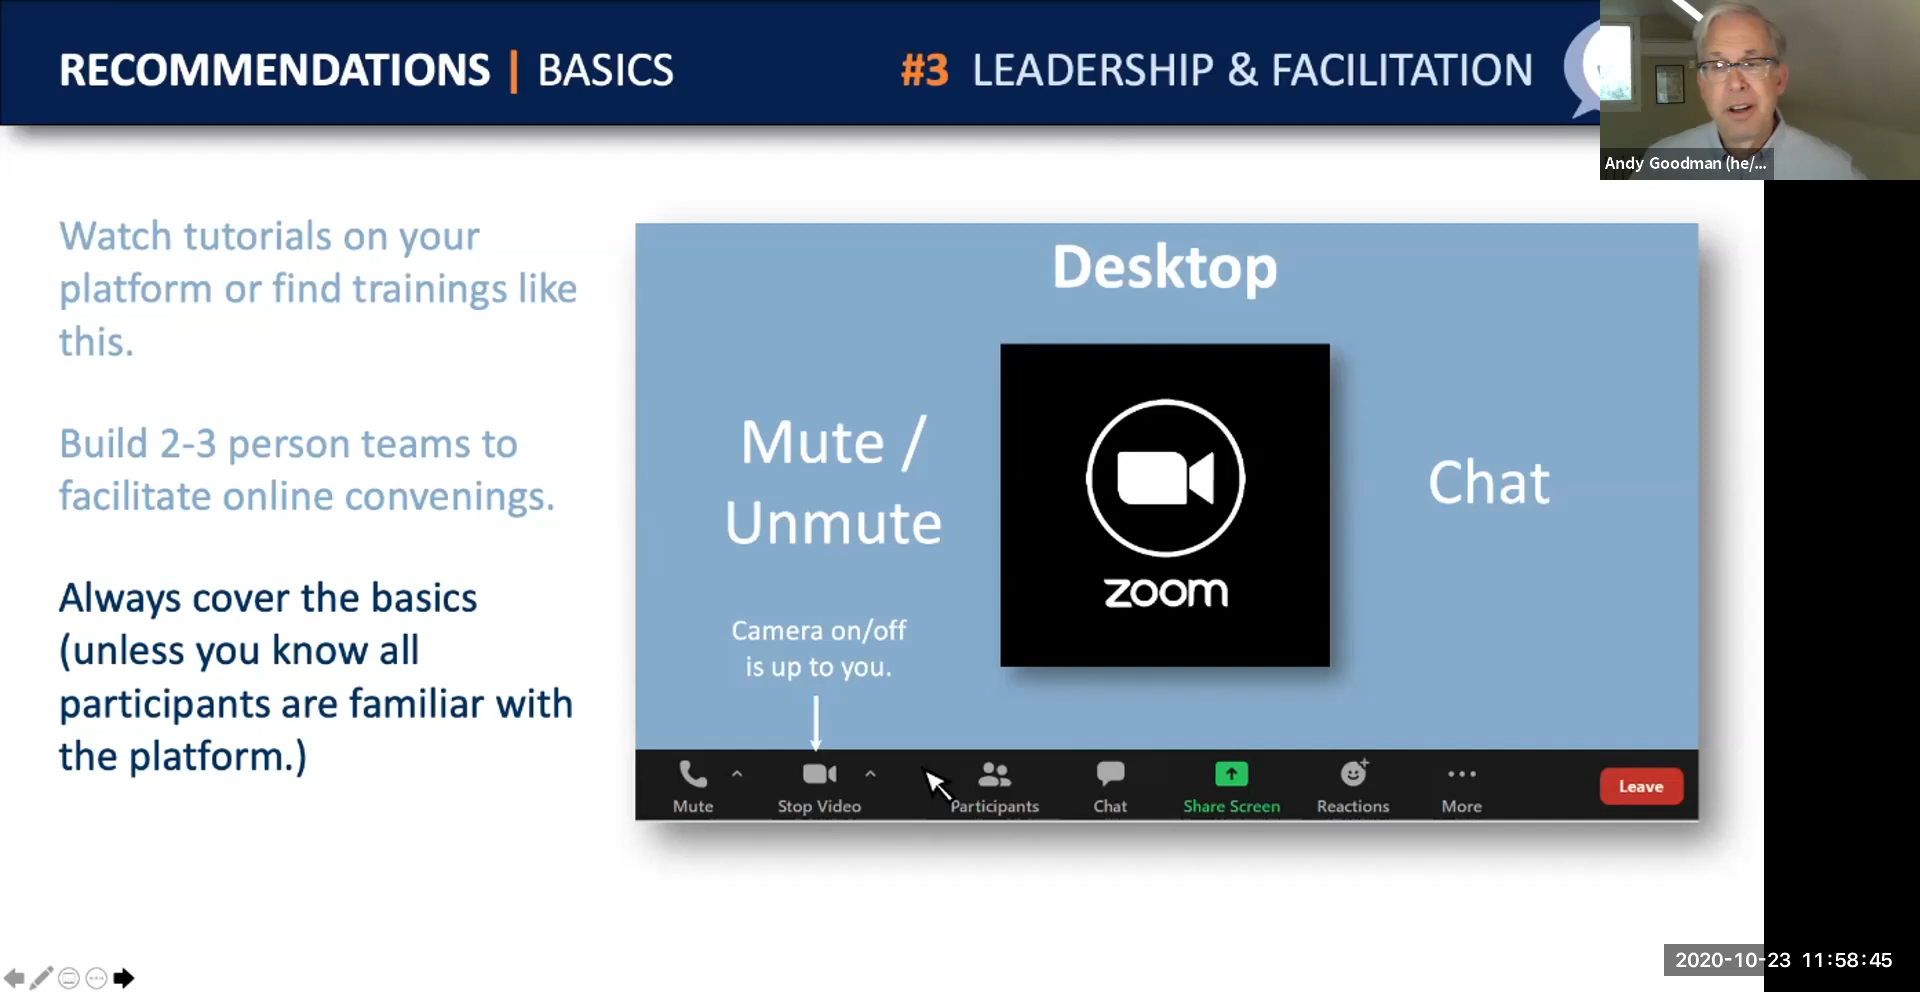 RECOMMENDATIONS | BASICS
#3 LEADERSHIP & FACILITATION
Andy Goodman (he/...
Watch tutorials on your
platform or find trainings like
this.
Build 2-3 person teams to
facilitate online convenings.
Always cover the basics
(unless you know all
participants are familiar with
the platform.)
Desktop
Mute /
Unmute
zoom
Chat
Camera on/off
is up to you.
Mute
Stop Video
Participants
Chat
Share Screen
Reactions
More
Leave
2020-10-23 11:58:45